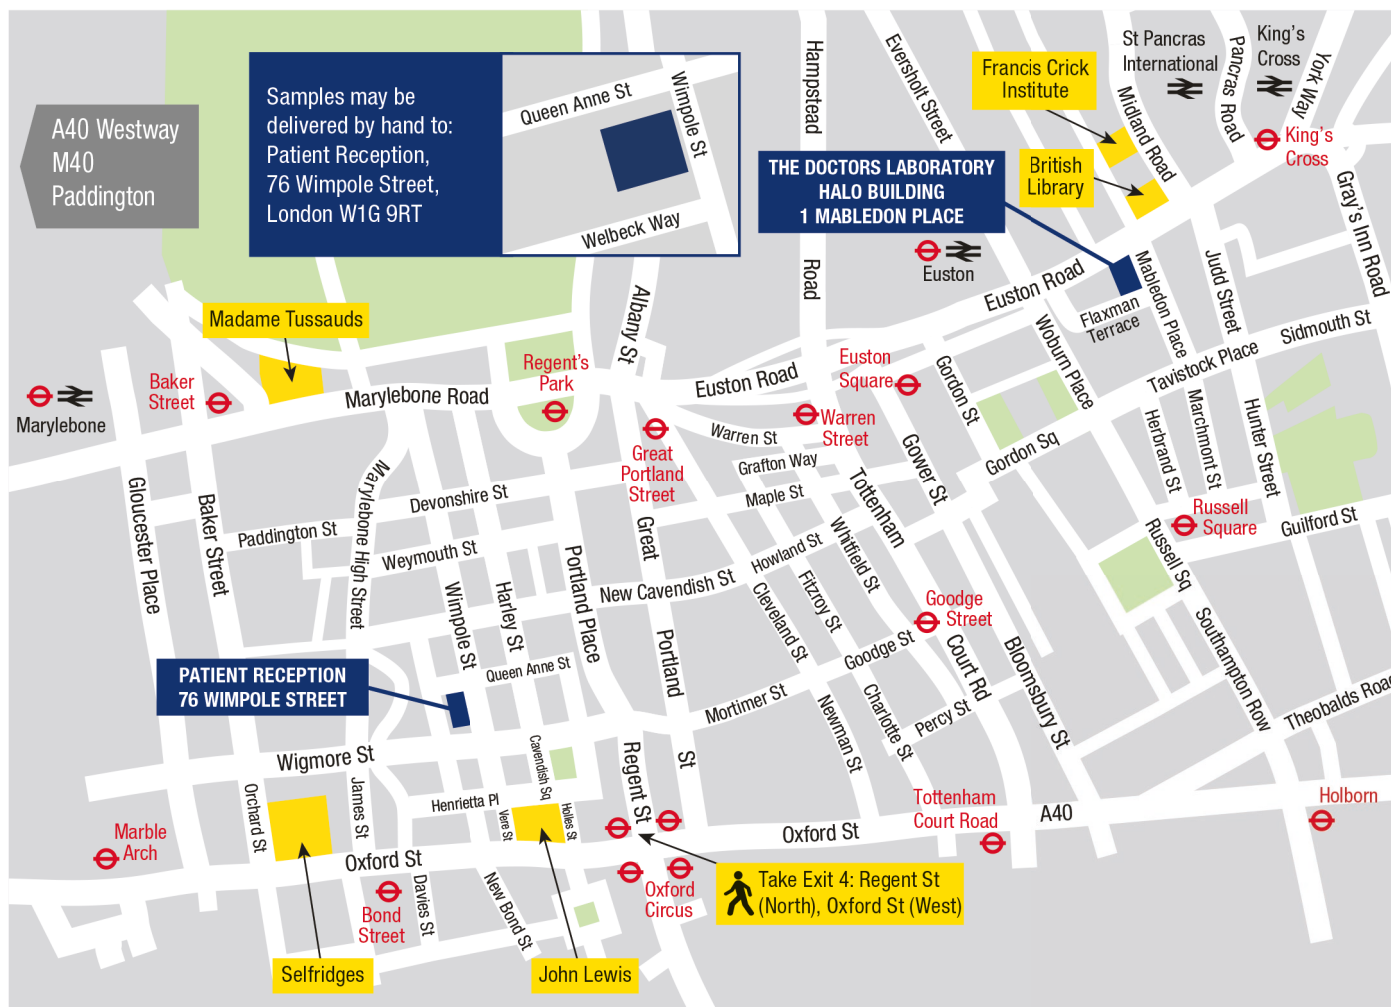 A40 Westway
M40
Paddington
Samples may be
delivered by hand to:
Patient Reception,
76 Wimpole Street,
London W1G 9RT
Queen Anne St
Wimpole St
Welbeck Way
Hampstead
Road
Eversholt Street
Francis Crick
Institute
British
Library
Midland Road
St Pancras
International
Pancras Road
King's
Cross
York Way
King's
Cross
Gray's Inn Road
THE DOCTORS LABORATORY
HALO BUILDING
1 MABLEDON PLACE
Euston
Euston Road
Mabledon Place
Judd Street
Flaxman
Terrace
Sidmouth St
Tavistock Place
Woburn Place
Albany St
Madame Tussauds
Marylebone
Baker
Street
Marylebone Road
Regent's
Park
Euston Road
Euston
Square
Gordon St
Warren
Street
Warren St
Great
Portland
Street
Grafton Way
Gower St
Gordon Sq
Herbrand St
Marchmont St
Hunter Street
Maple St
Tottenham
Gloucester Place
Baker Street
Marylebone High Street
Devonshire St
Paddington St
Weymouth St
Great
Russell
Square
Guilford St
Russell Sq
Whitfield St
Howland St
New Cavendish St
Portland Place
Harley St
Wimpole St
Cleveland St
Fitzroy St
Goodge
Street
Goodge St
Court Rd
Bloomsbury St
Southampton Row
Theobalds Road
PATIENT RECEPTION
76 WIMPOLE STREET
Queen Anne St
Portland
Mortimer St
Newman St
Charlotte St
Percy St
Wigmore St
Cavendish Sq
Regent St
St
Orchard St
James St
Henrietta Pl
Vere St
Holles St
Tottenham
Court Road
A40
Holborn
Marble
Arch
Oxford St
Oxford St
Bond
Street
Davies St
New Bond St
Oxford
Circus
Take Exit 4: Regent St
(North), Oxford St (West)
Selfridges
John Lewis